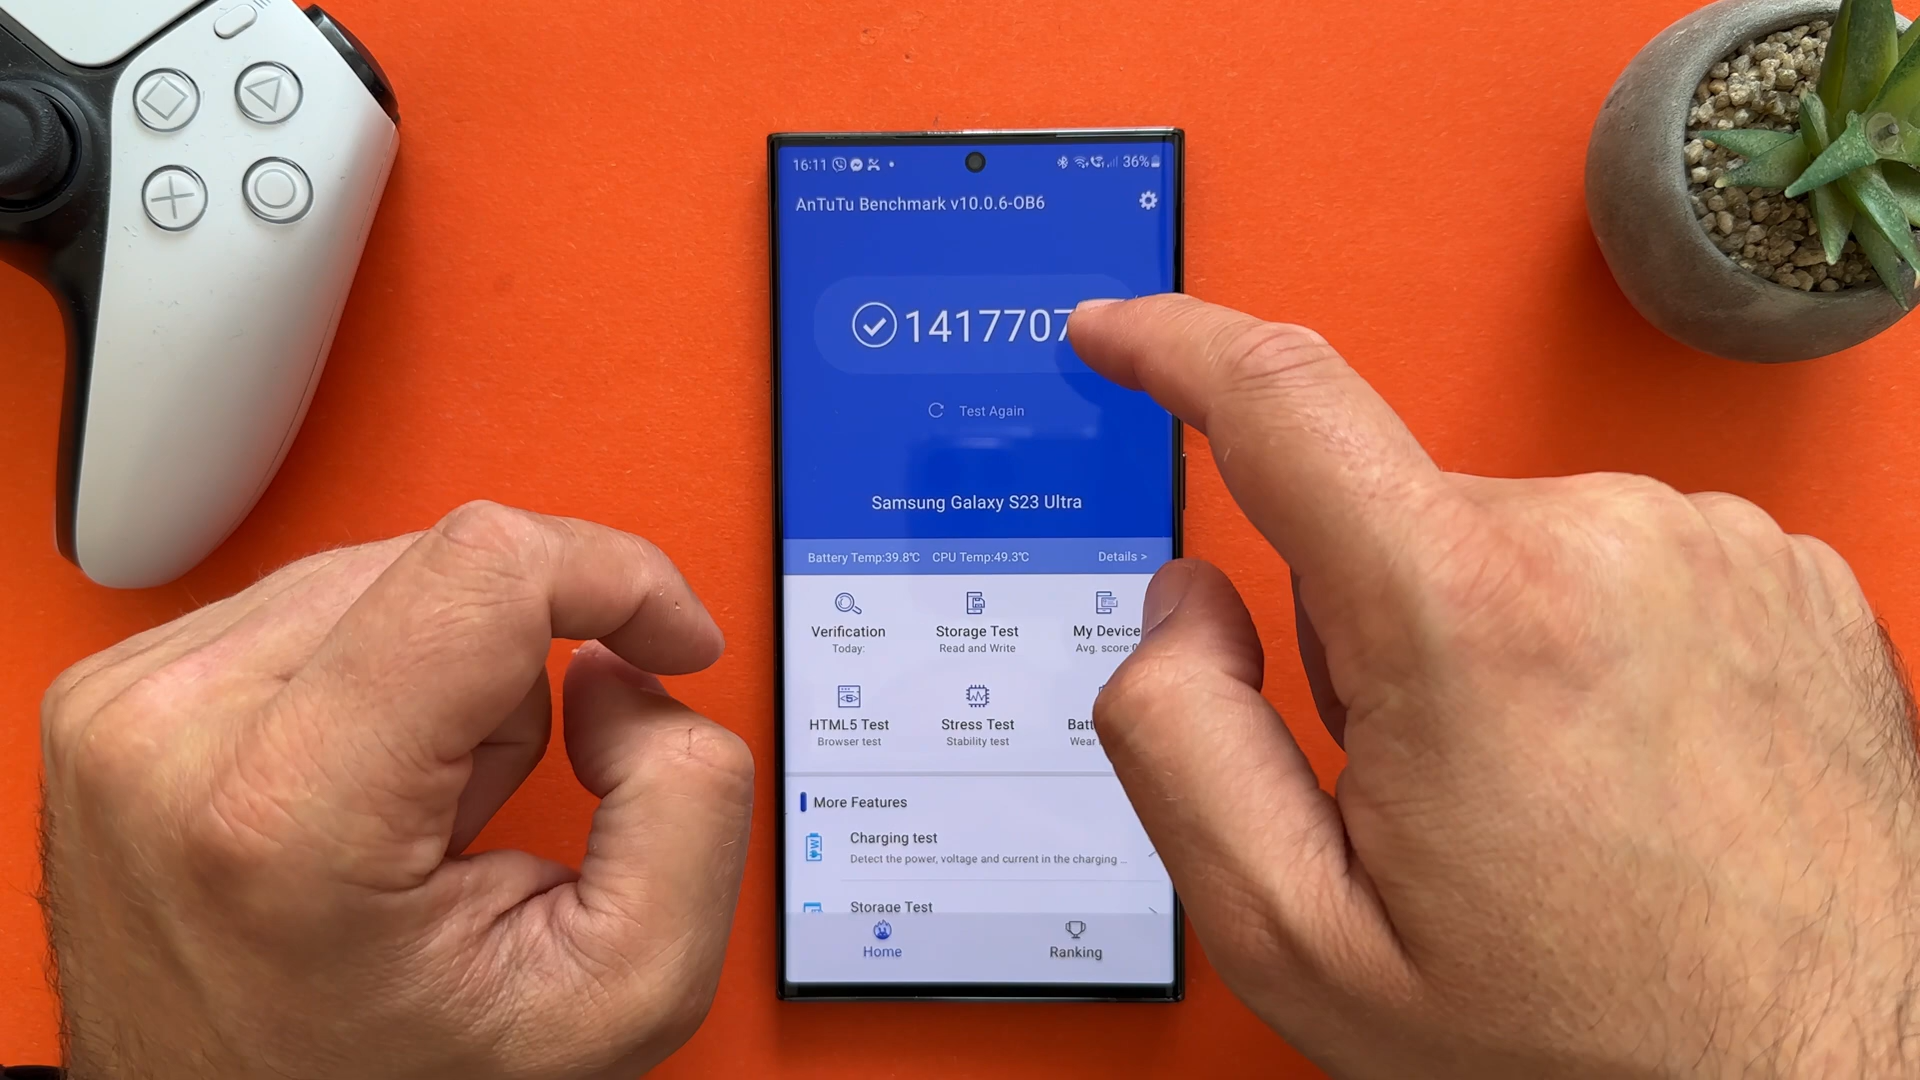 16:11 36%
AnTuTu Benchmark v10.0.6-OB6
1417707
Test Again
Samsung Galaxy S23 Ultra
Battery Temp:39.8℃ CPU Temp:49.3℃ Details >
Verification Storage Test My Device
Today: Read and Write Avg. score:
HTML5 Test Stress Test
Browser test Stability test Wear
More Features
Charging test
Detect the power, voltage and current in the charging ...
Storage Test
Home Ranking